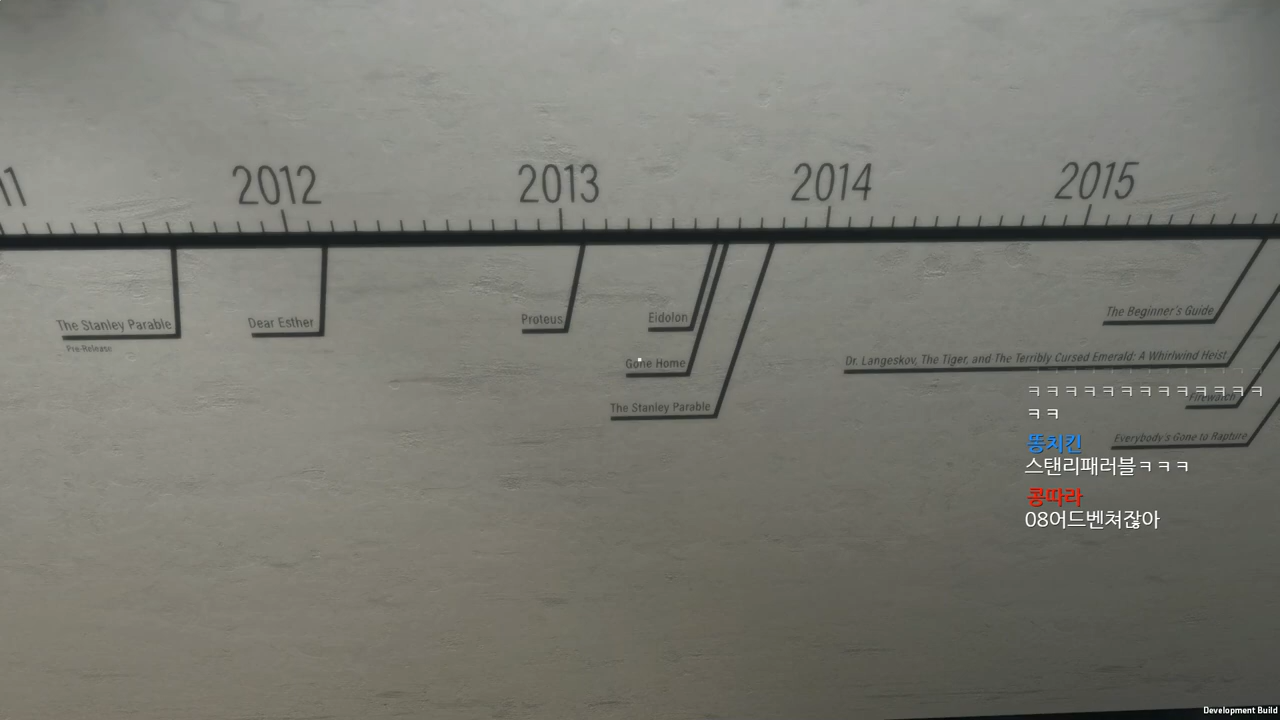 11
2012
2013
2014
2015
The Stanley Parable
Pre-Release
Dear Esther
Proteus
Eidolon
Gone Home
The Stanley Parable
The Beginner's Guide
Dr. Langeskov, The Tiger, and The Terribly Cursed Emerald: A Whirlwind Heist
Firewatch
Everybody's Gone to Rapture
ㅋㅋㅋㅋㅋㅋㅋㅋㅋㅋㅋㅋㅋ
ㅋㅋ
똥치킨
스탠리패러블ㅋㅋㅋ
콩따라
08어드벤쳐잖아
Development Build